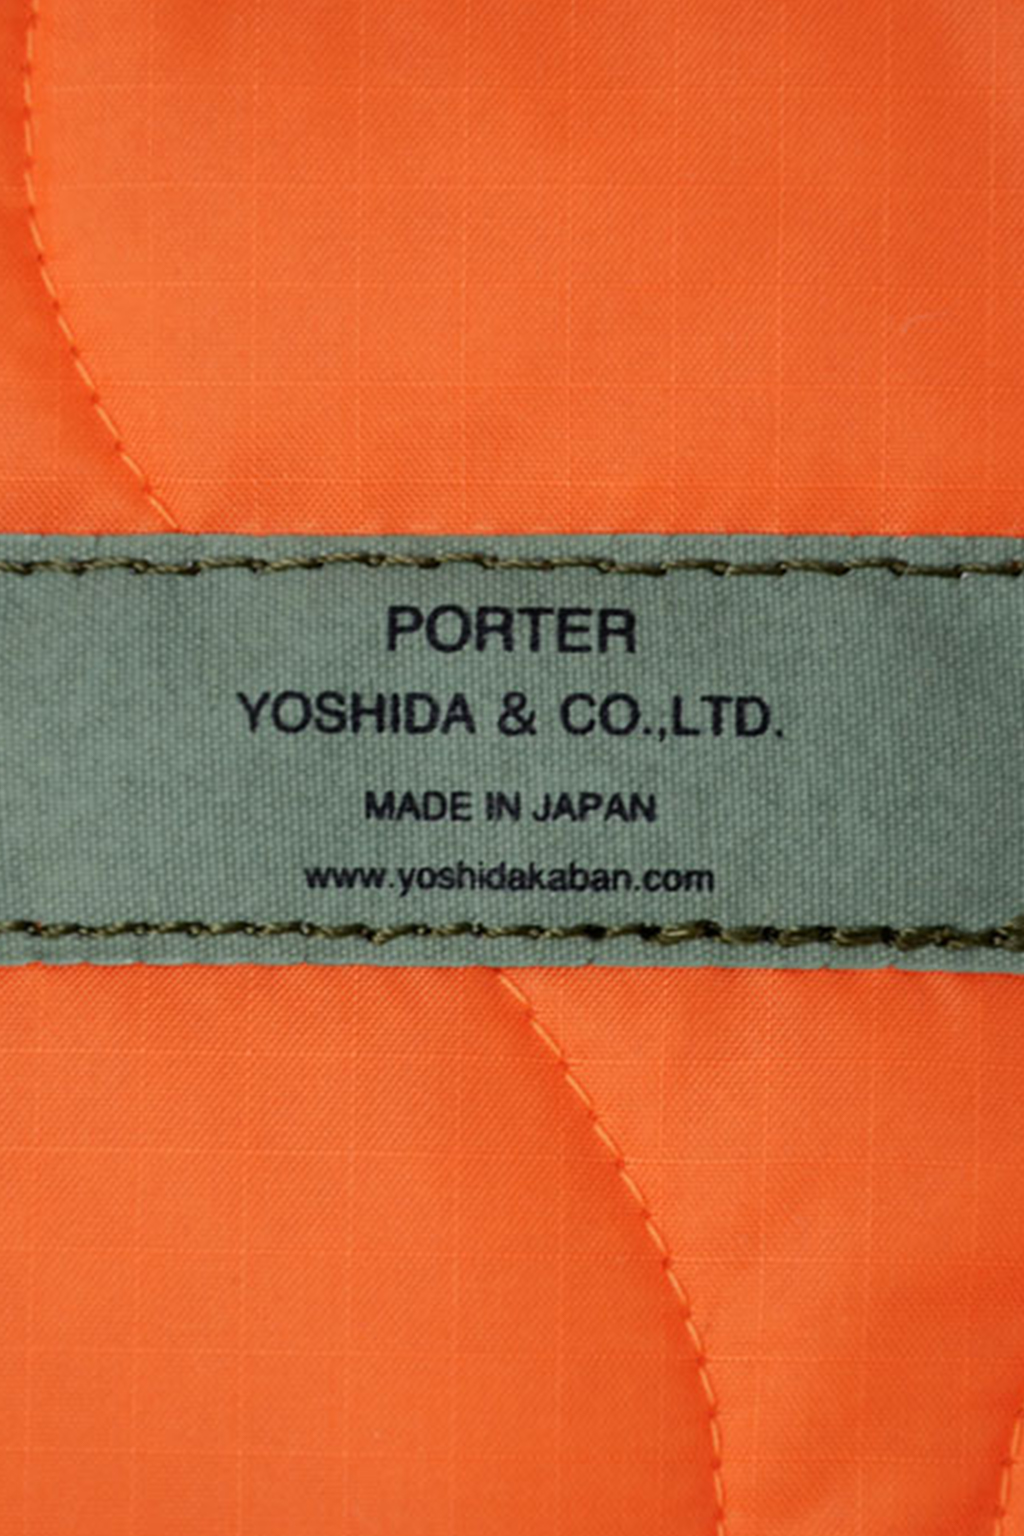 PORTER
YOSHIDA & CO.,LTD.
MADE IN JAPAN
www.yoshidakaban.com